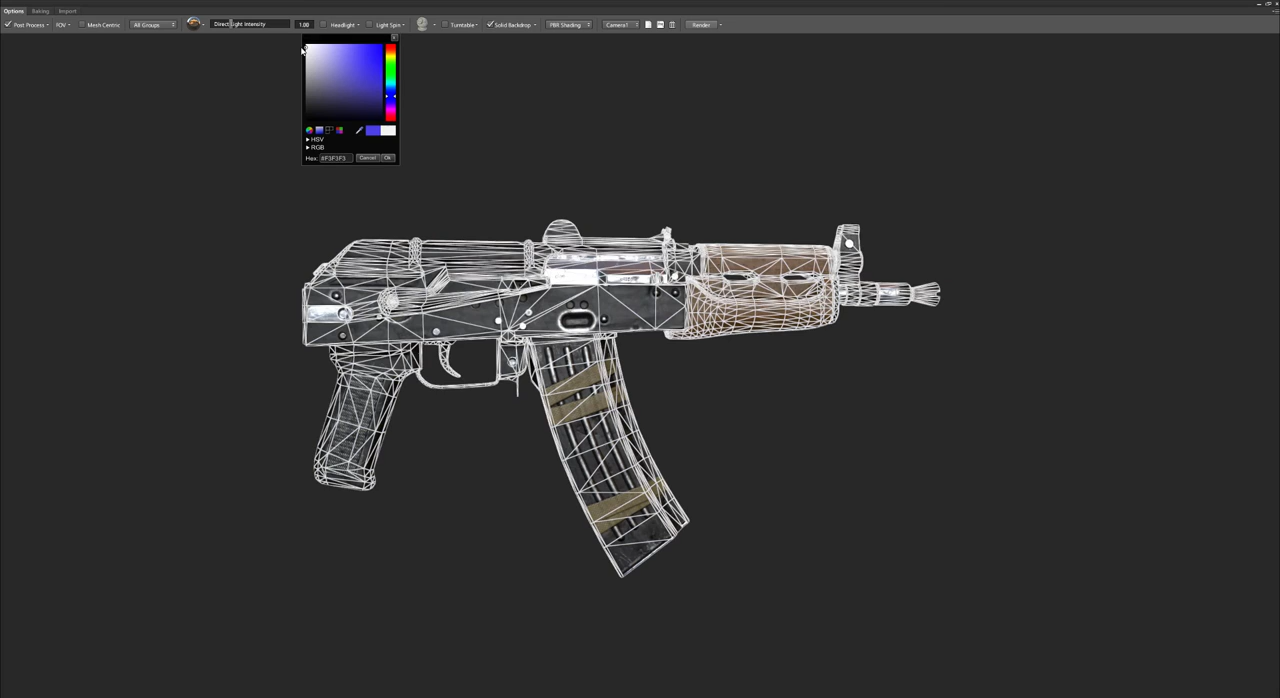 Options Baking Import
Post Process FOV Mesh Centric All Groups Direct Light Intensity 1.00 Headlight Light Spin Turntable Solid Backdrop PBR Shading Camera1 Render
HSV
RGB
Hex: #F3F3F3 Cancel Ok